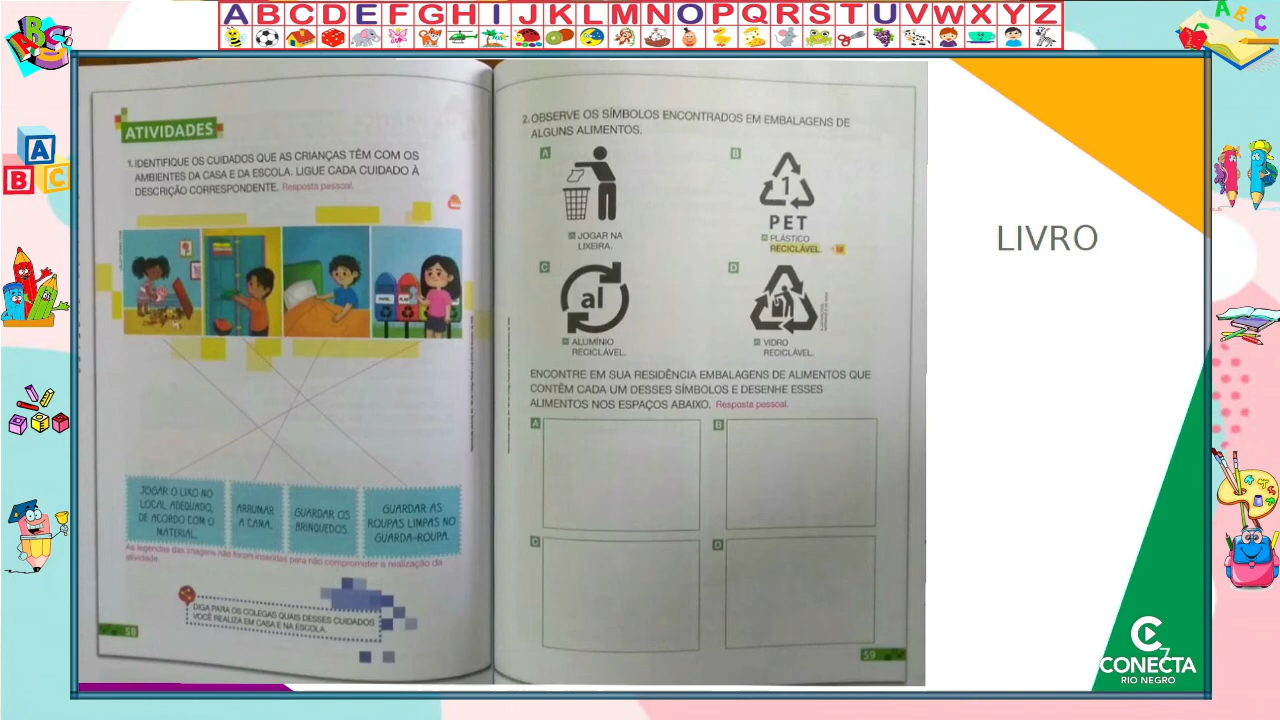 A B C D E F G H I J K L M N O P Q R S T U V W X Y Z
ATIVIDADES
1. IDENTIFIQUE OS CUIDADOS QUE AS CRIANÇAS TÊM COM OS
AMBIENTES DA CASA E DA ESCOLA. LIGUE CADA CUIDADO À
DESCRIÇÃO CORRESPONDENTE. Resposta pessoal.
JOGAR O LIXO NO
LOCAL ADEQUADO,
DE ACORDO COM O
MATERIAL.
ARRUMAR
A CAMA.
GUARDAR OS
BRINQUEDOS.
GUARDAR AS
ROUPAS LIMPAS NO
GUARDA-ROUPA.
As legendas das imagens não foram inseridas para não comprometer a realização da
atividade.
DIGA PARA OS COLEGAS QUAIS DESSES CUIDADOS
VOCÊ REALIZA EM CASA E NA ESCOLA.
58
2. OBSERVE OS SÍMBOLOS ENCONTRADOS EM EMBALAGENS DE
ALGUNS ALIMENTOS.
A
JOGAR NA
LIXEIRA.
B
1
PET
PLÁSTICO
RECICLÁVEL.
C
al
ALUMÍNIO
RECICLÁVEL.
D
VIDRO
RECICLÁVEL.
ENCONTRE EM SUA RESIDÊNCIA EMBALAGENS DE ALIMENTOS QUE
CONTÊM CADA UM DESSES SÍMBOLOS E DESENHE ESSES
ALIMENTOS NOS ESPAÇOS ABAIXO. Resposta pessoal.
A
B
C
D
59
LIVRO
7
CONECTA
RIO NEGRO